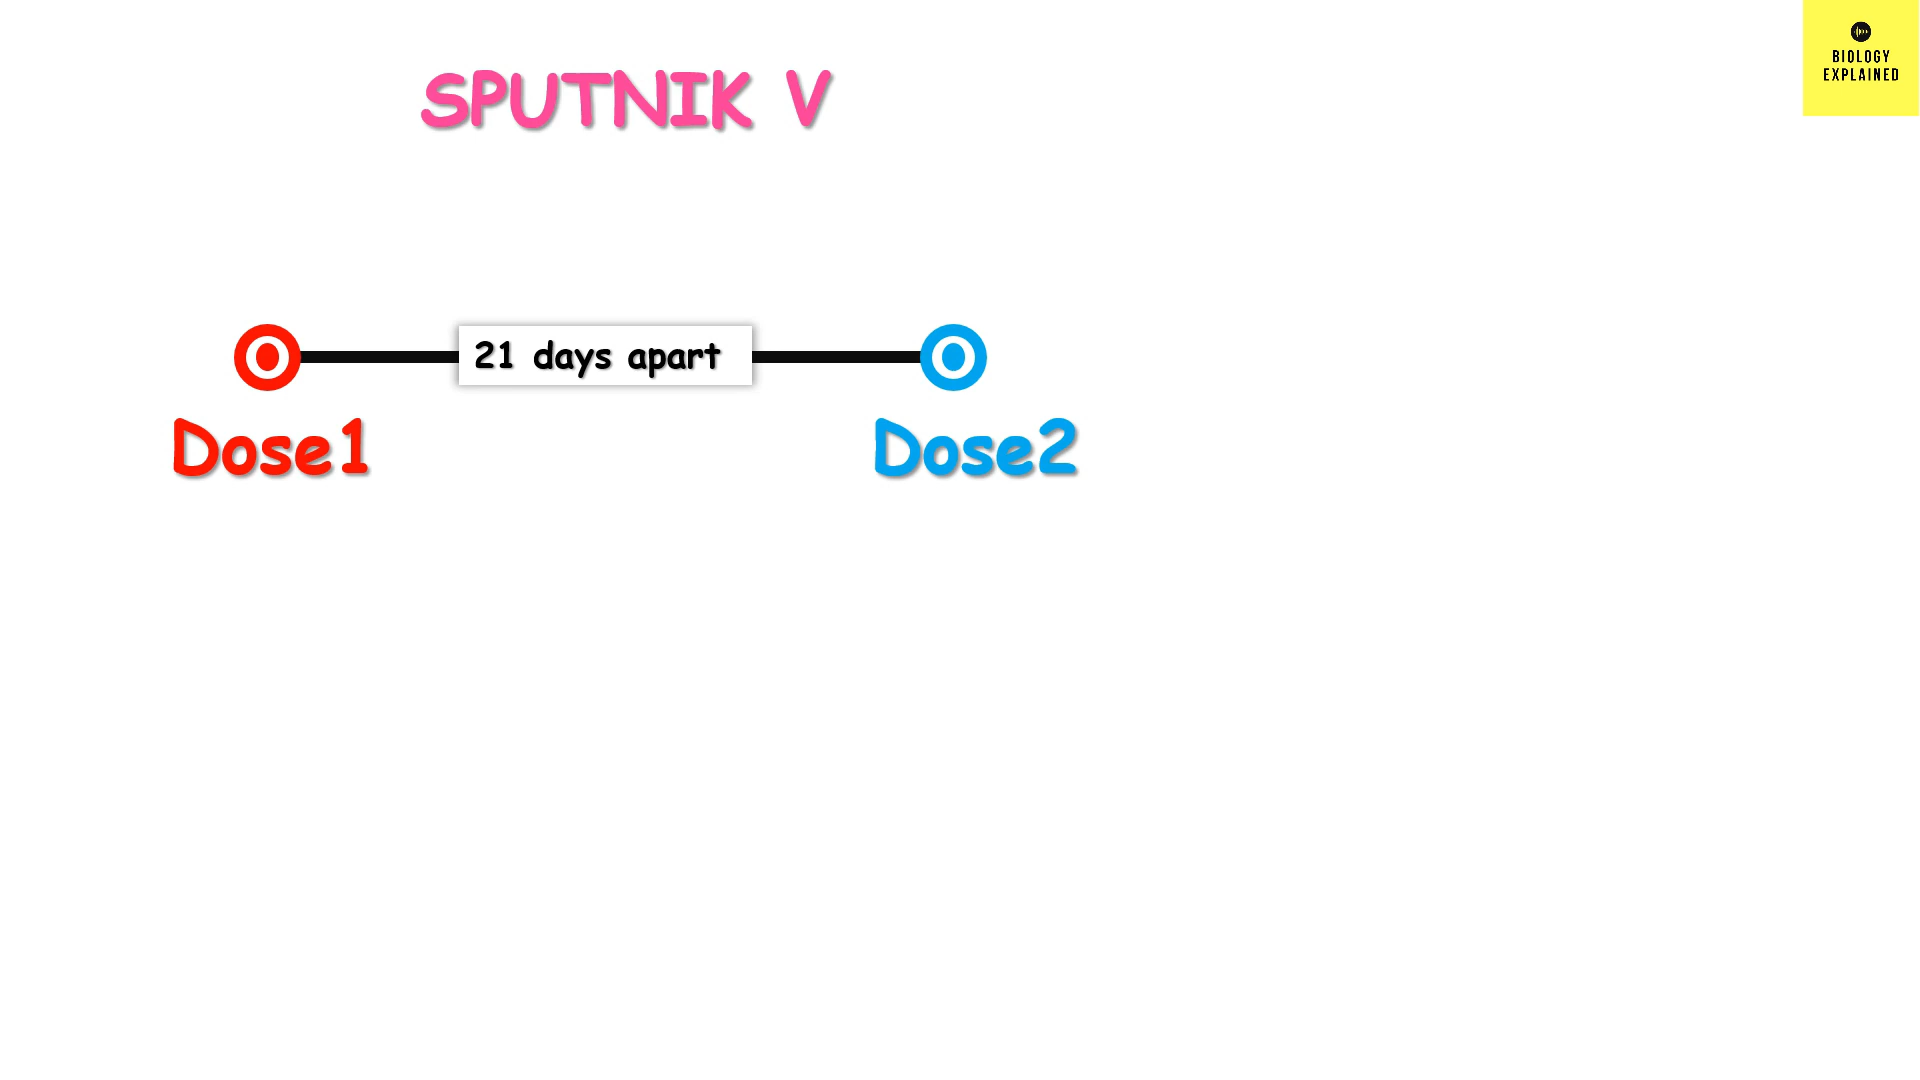 SPUTNIK V
BIOLOGY
EXPLAINED
21 days apart
Dose1
Dose2